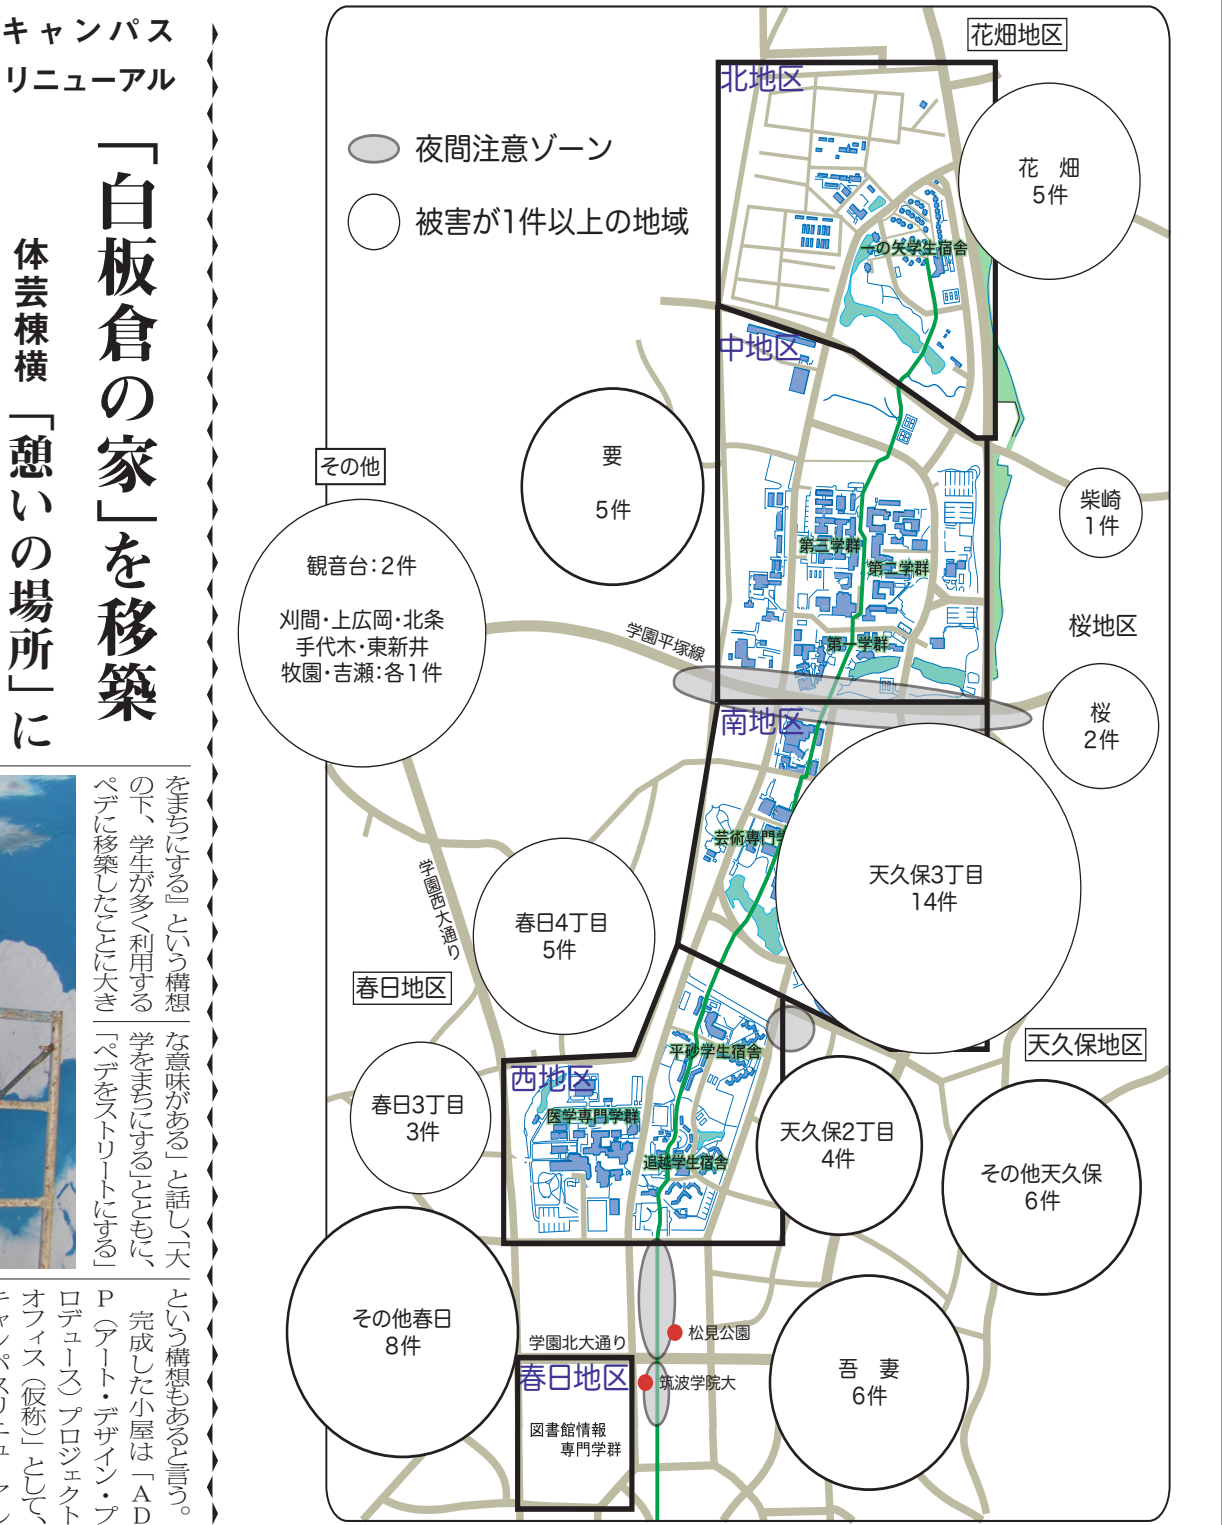 キャンパス
リニューアル
「白板倉の家」を移築
体芸棟横「憩いの場所」に
をまちにする』という構想
の下、学生が多く利用する
ペデに移築したことに大き
な意味がある」と話し、「大
学をまちにする」とともに、
「ペデをストリートにする」
という構想もあると言う。
完成した小屋は「AD
P（アート・デザイン・プ
ロデュース）プロジェクト
オフィス（仮称）」として、
キャンパスリニューアル
花畑地区
北地区
夜間注意ゾーン
被害が1件以上の地域
花　畑
5件
一の矢学生宿舎
中地区
要
5件
その他
観音台：2件
刈間・上広岡・北条
手代木・東新井
牧園・吉瀬：各1件
柴崎
1件
第三学群
第二学群
第一学群
学園平塚線
桜地区
桜
2件
南地区
芸術専門学
天久保3丁目
14件
学園西大通り
春日4丁目
5件
春日地区
天久保地区
平砂学生宿舎
西地区
医学専門学群
追越学生宿舎
春日3丁目
3件
天久保2丁目
4件
その他天久保
6件
その他春日
8件
松見公園
学園北大通り
春日地区
筑波学院大
吾　妻
6件
図書館情報
専門学群